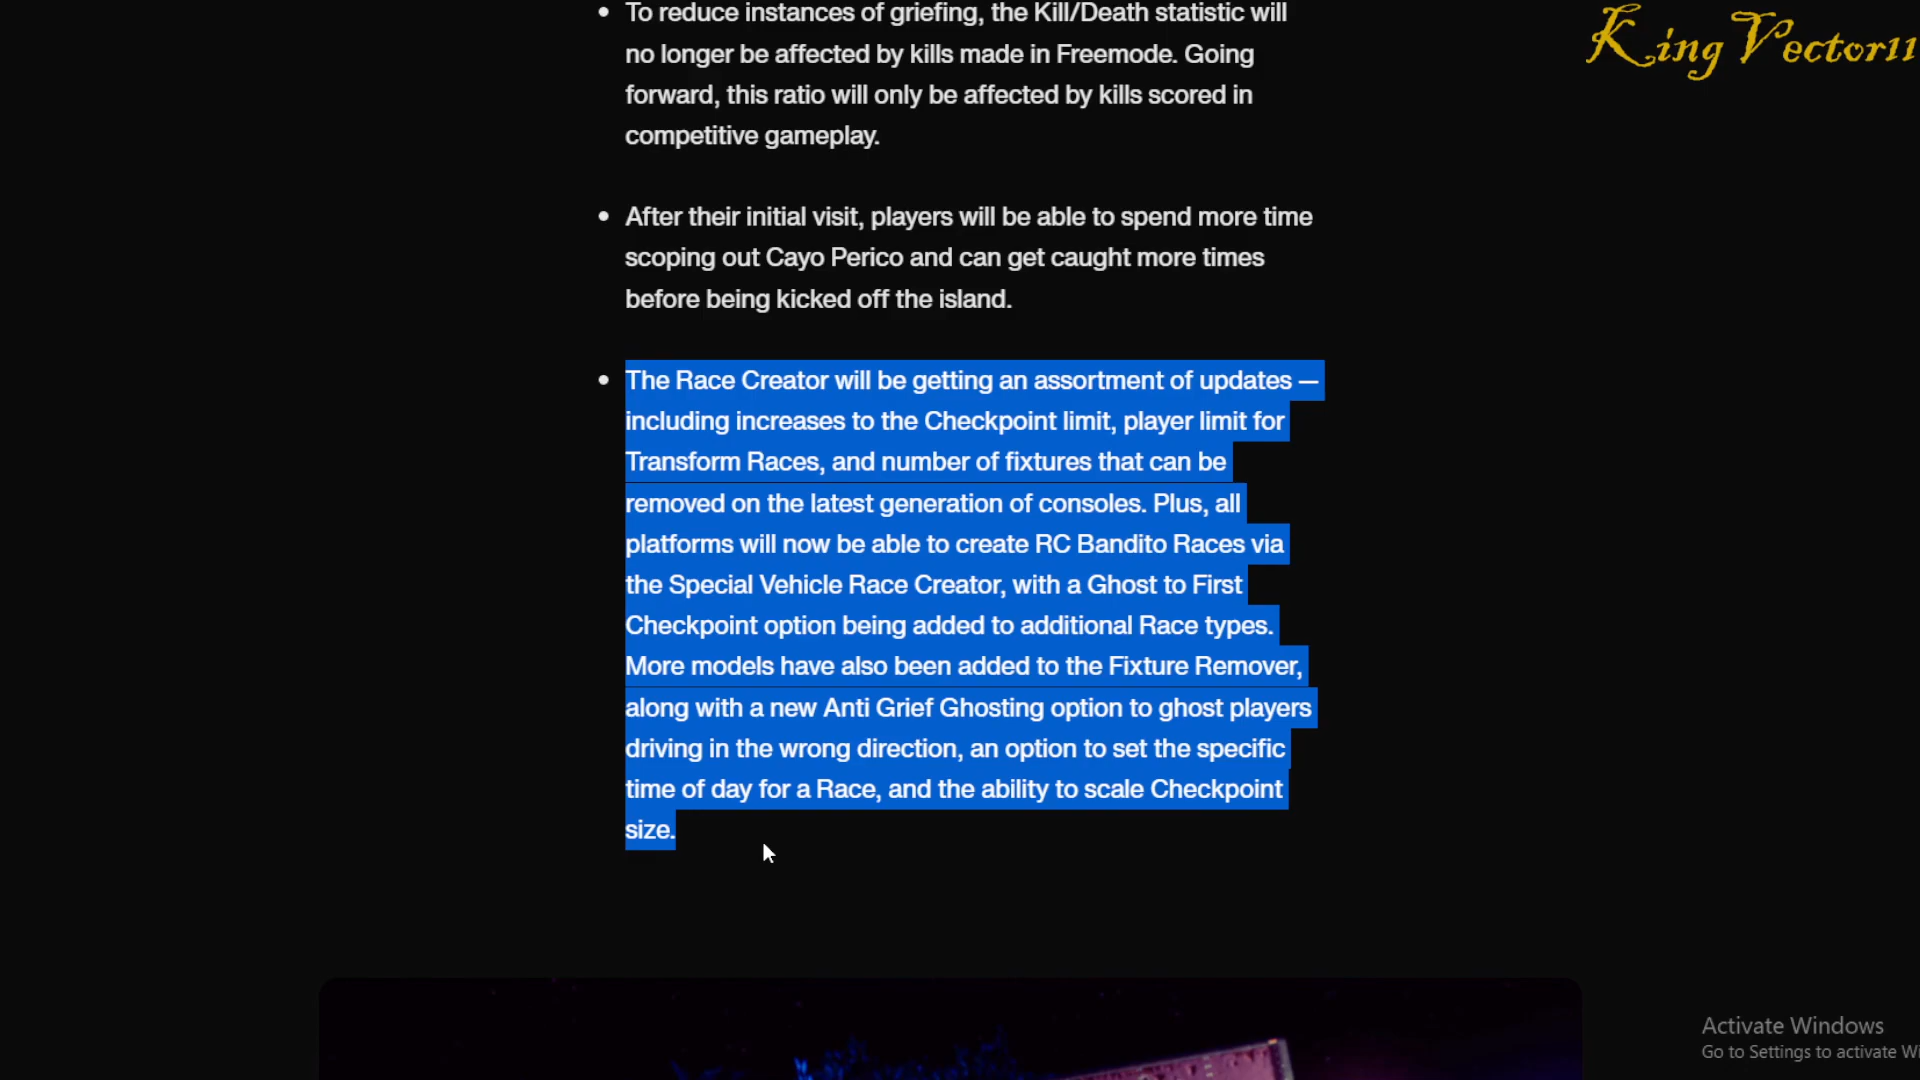 To reduce instances of griefing, the Kill/Death statistic will
no longer be affected by kills made in Freemode. Going
forward, this ratio will only be affected by kills scored in
competitive gameplay.
After their initial visit, players will be able to spend more time
scoping out Cayo Perico and can get caught more times
before being kicked off the island.
The Race Creator will be getting an assortment of updates —
including increases to the Checkpoint limit, player limit for
Transform Races, and number of fixtures that can be
removed on the latest generation of consoles. Plus, all
platforms will now be able to create RC Bandito Races via
the Special Vehicle Race Creator, with a Ghost to First
Checkpoint option being added to additional Race types.
More models have also been added to the Fixture Remover,
along with a new Anti Grief Ghosting option to ghost players
driving in the wrong direction, an option to set the specific
time of day for a Race, and the ability to scale Checkpoint
size.
King Vector11
Activate Windows
Go to Settings to activate Wi